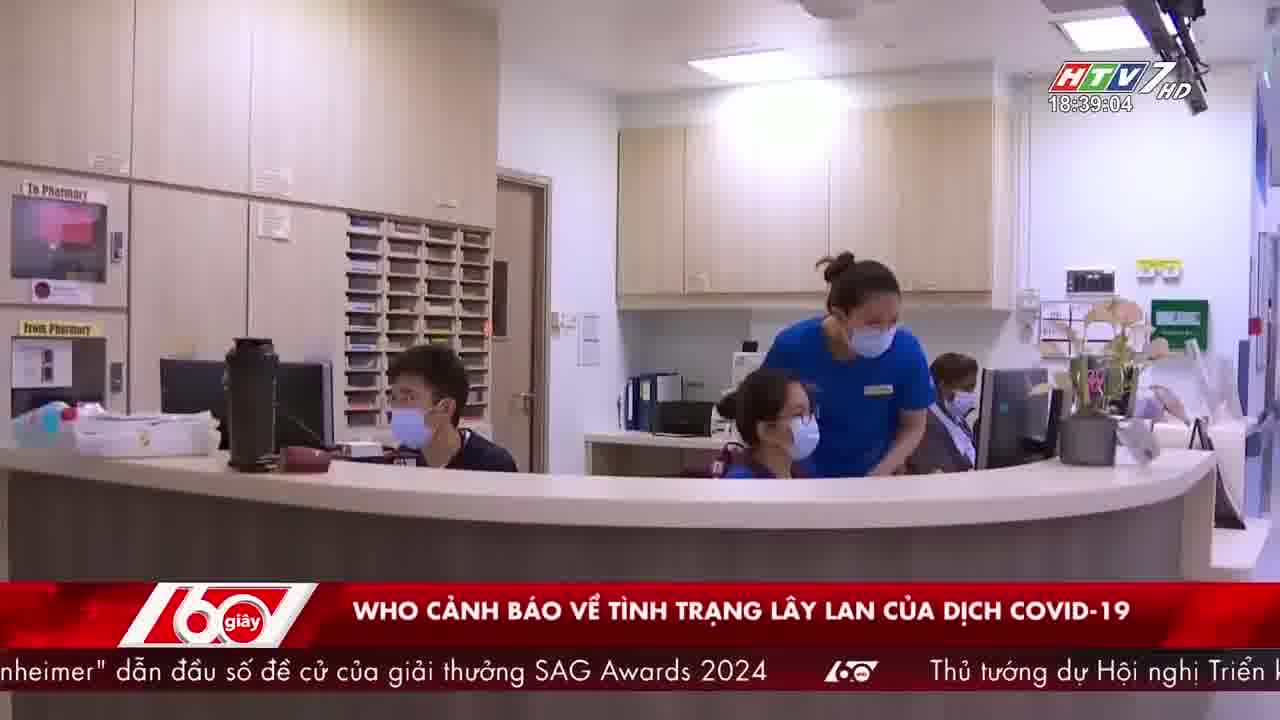 HTV7 HD
18:39:04
To Pharmacy
From Pharmacy
60 giây
WHO CẢNH BÁO VỀ TÌNH TRẠNG LÂY LAN CỦA DỊCH COVID-19
nheimer" dẫn đầu số đề cử của giải thưởng SAG Awards 2024
60
Thủ tướng dự Hội nghị Triển k